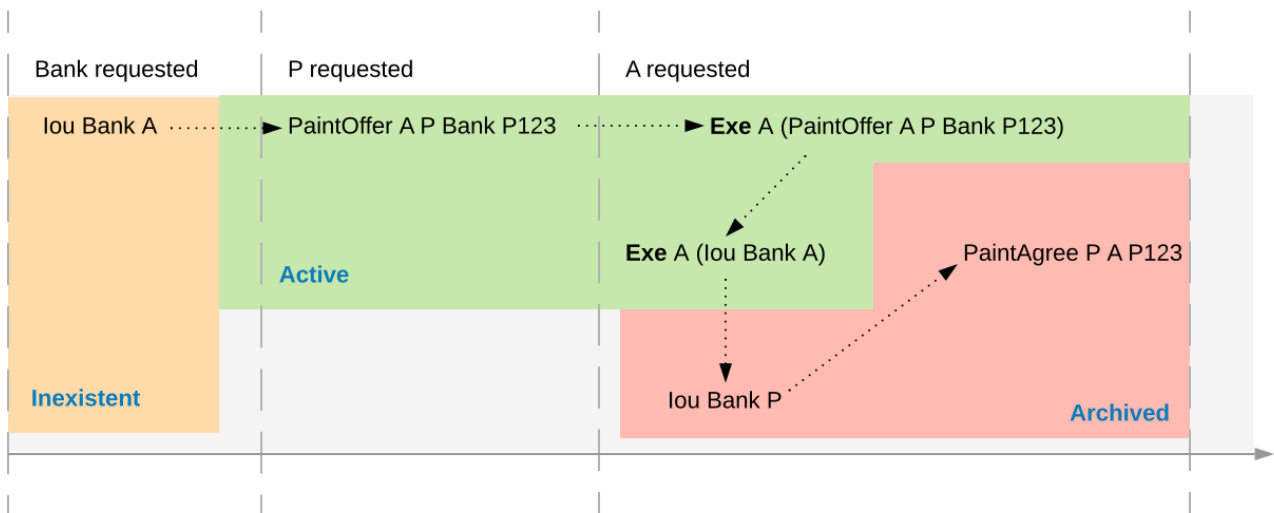 Bank requested
P requested
A requested
Iou Bank A
PaintOffer A P Bank P123
Exe A (PaintOffer A P Bank P123)
Exe A (Iou Bank A)
PaintAgree P A P123
Active
Inexistent
Iou Bank P
Archived